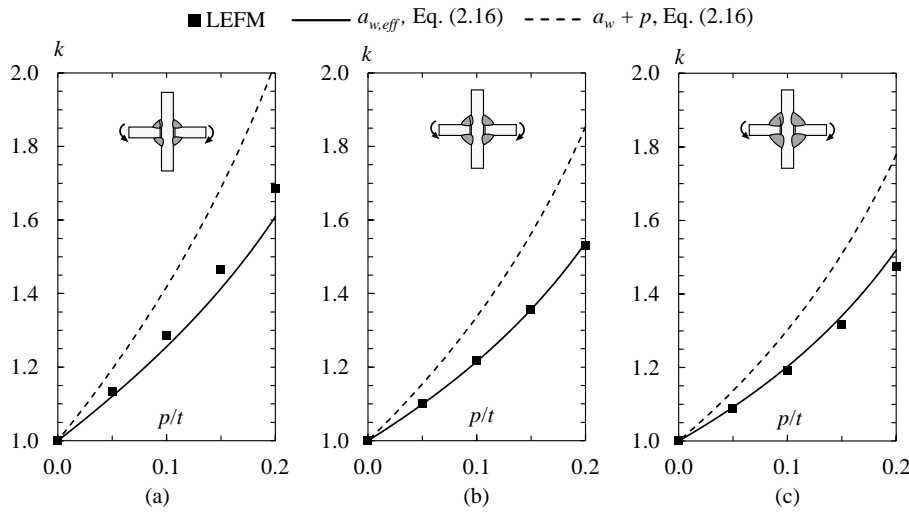 LEFM a_{w,eff}, Eq. (2.16) a_w + p, Eq. (2.16)
k k k
2.0 2.0 2.0
1.8 1.8 1.8
1.6 1.6 1.6
1.4 1.4 1.4
1.2 1.2 1.2
p/t p/t p/t
1.0 1.0 1.0
0.0 0.1 0.2 0.0 0.1 0.2 0.0 0.1 0.2
(a) (b) (c)